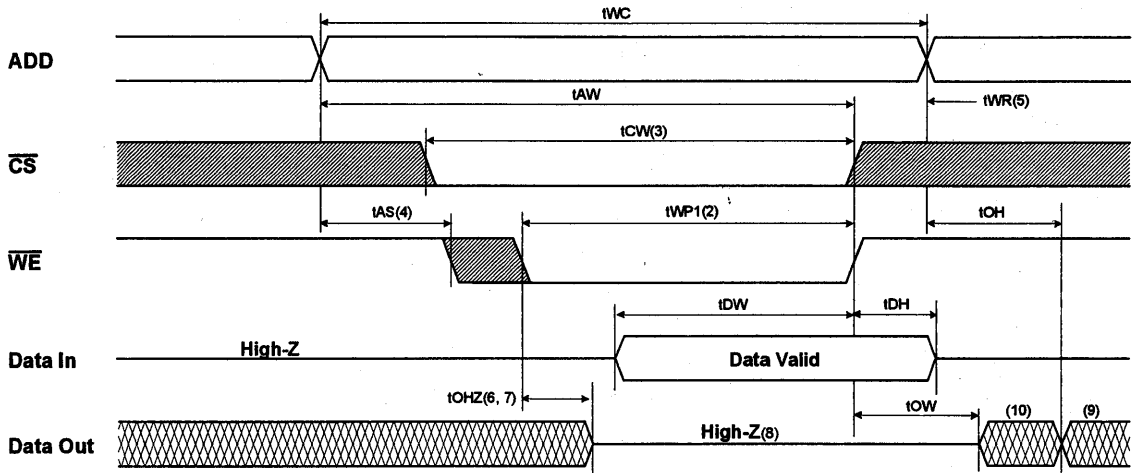 tWC
ADD
tAW
tWR(5)
tCW(3)
CS
tAS(4)
tWP1(2)
tOH
WE
tDW
tDH
High-Z
Data In
Data Valid
tOHZ(6, 7)
tOW
(10)
(9)
Data Out
High-Z(8)